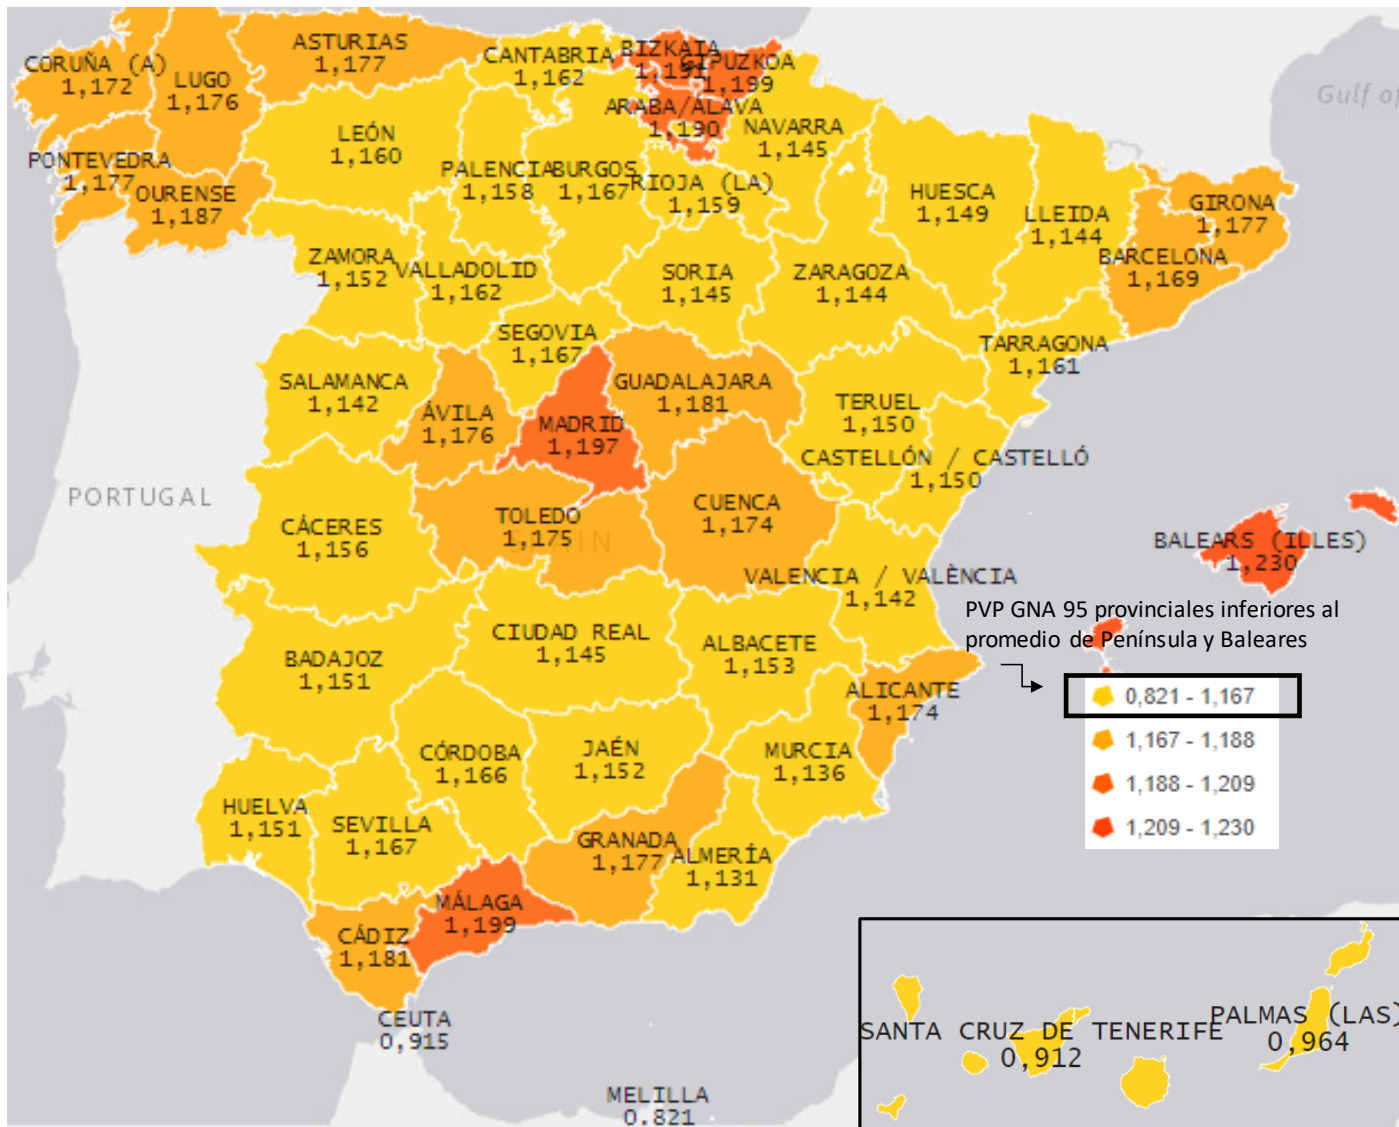 ASTURIAS
1,177
CORUÑA (A)
1,172
LUGO
1,176
CANTABRIA
1,162
BIZKAIA
1,191
GIPUZKOA
1,199
ARABA/ÁLAVA
1,190
NAVARRA
1,145
Gulf of
LEÓN
1,160
PALENCIA
1,158
BURGOS
1,167
RIOJA (LA)
1,159
PONTEVEDRA
1,177
OURENSE
1,187
HUESCA
1,149
LLEIDA
1,144
GIRONA
1,177
BARCELONA
1,169
ZAMORA
1,152
VALLADOLID
1,162
SORIA
1,145
ZARAGOZA
1,144
SEGOVIA
1,167
TARRAGONA
1,161
SALAMANCA
1,142
ÁVILA
1,176
MADRID
1,197
GUADALAJARA
1,181
TERUEL
1,150
CASTELLÓN / CASTELLÓ
1,150
PORTUGAL
CÁCERES
1,156
TOLEDO
1,175
CUENCA
1,174
BALEARS (ILLES)
1,230
VALENCIA / VALÈNCIA
1,142
PVP GNA 95 provinciales inferiores al
promedio de Península y Baleares
0,821 - 1,167
1,167 - 1,188
1,188 - 1,209
1,209 - 1,230
BADAJOZ
1,151
CIUDAD REAL
1,145
ALBACETE
1,153
ALICANTE
1,174
CÓRDOBA
1,166
JAÉN
1,152
MURCIA
1,136
HUELVA
1,151
SEVILLA
1,167
GRANADA
1,177
ALMERÍA
1,131
MÁLAGA
1,199
CÁDIZ
1,181
CEUTA
0,915
MELILLA
0.821
SANTA CRUZ DE TENERIFE
0,912
PALMAS (LAS)
0,964